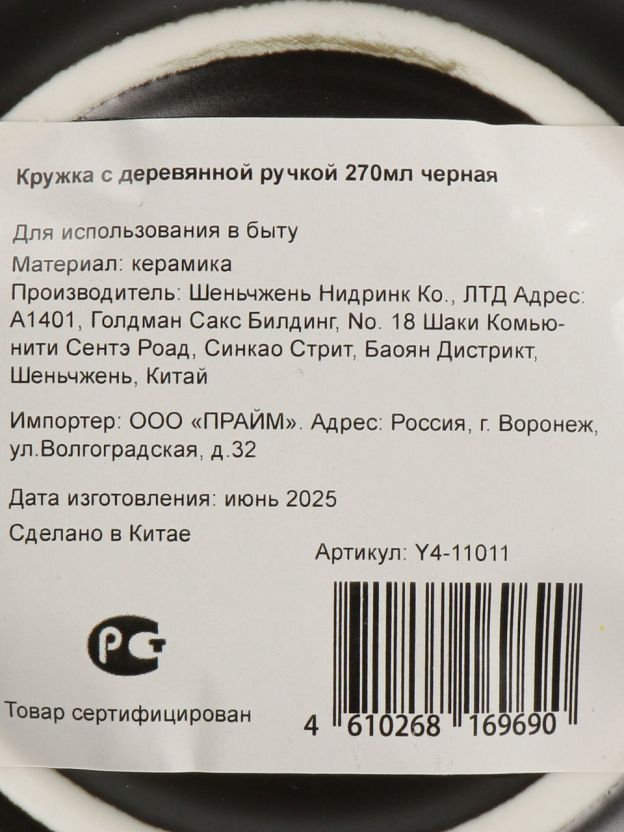 Кружка с деревянной ручкой 270мл черная
Для использования в быту
Материал: керамика
Производитель: Шеньчжень Нидринк Ко., ЛТД Адрес:
А1401, Голдман Сакс Билдинг, No. 18 Шаки Комью-
нити Сентэ Роад, Синкао Стрит, Баоян Дистрикт,
Шеньчжень, Китай
Импортер: ООО «ПРАЙМ». Адрес: Россия, г. Воронеж,
ул.Волгоградская, д.32
Дата изготовления: июнь 2025
Сделано в Китае
Артикул: Y4-11011
РСТ
Товар сертифицирован
4 610268 169690